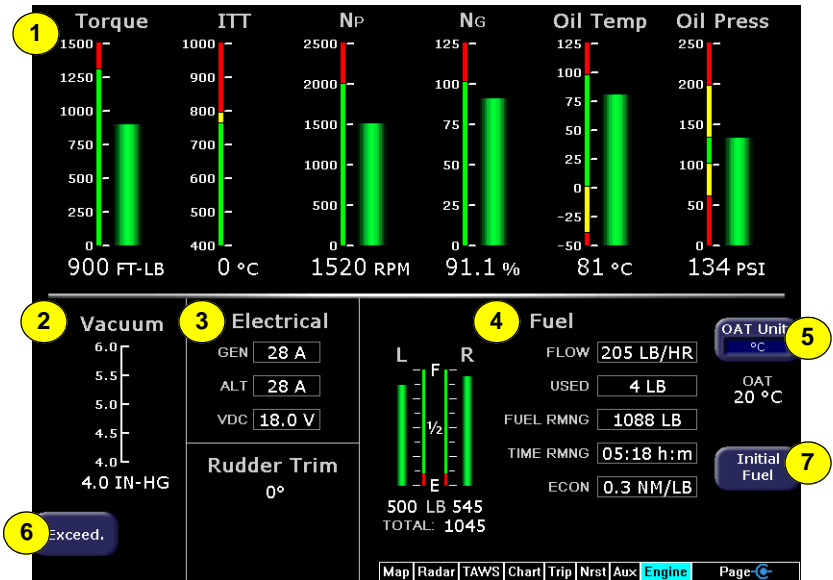 1
Torque ITT NP NG Oil Temp Oil Press
1500 1000 2500 125 125 250
1250 900 2000 100 100 200
1000 800 1500 75 75 150
750 700 1000 50 50 100
500 600 500 25 25 50
250 500 0 0 0 0
0 400 -25
-50
900 FT-LB 0 °C 1520 RPM 91.1 % 81 °C 134 PSI
2
Vacuum
6.0
5.5
5.0
4.5
4.0
4.0 IN-HG
6
Exceed.
3
Electrical
GEN 28 A
ALT 28 A
VDC 18.0 V
Rudder Trim
0°
4
Fuel
L R
F
1/2
E
500 LB 545
TOTAL: 1045
FLOW 205 LB/HR
USED 4 LB
FUEL RMNG 1088 LB
TIME RMNG 05:18 h:m
ECON 0.3 NM/LB
OAT Unit
°C
5
OAT
20 °C
Initial
Fuel
7
Map Radar TAWS Chart Trip Nrst Aux Engine Page